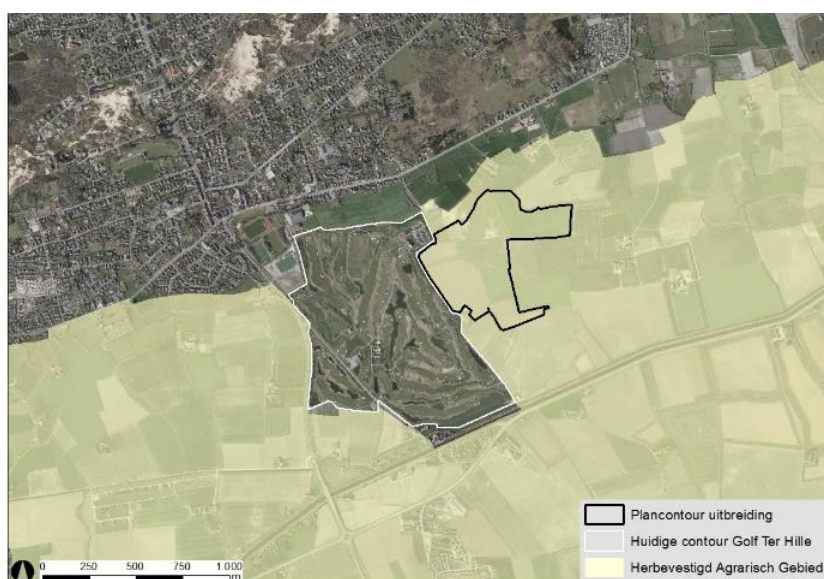 Plancontour uitbreiding
Huidige contour Golf Ter Hille
Herbevestigd Agrarisch Gebied
0 250 500 750 1.000
m